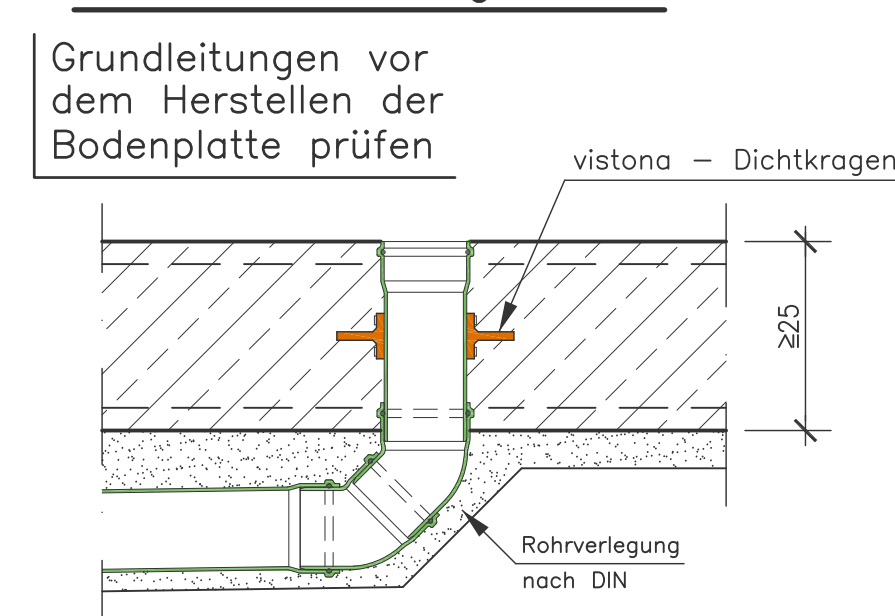 Grundleitungen vor
dem Herstellen der
Bodenplatte prüfen
vistona – Dichtkragen
≥25
Rohrverlegung
nach DIN